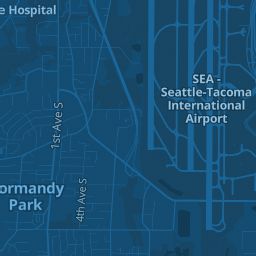 e Hospital
SEA -
Seattle-Tacoma
International
Airport
1st Ave S
ormandy
Park
4th Ave S